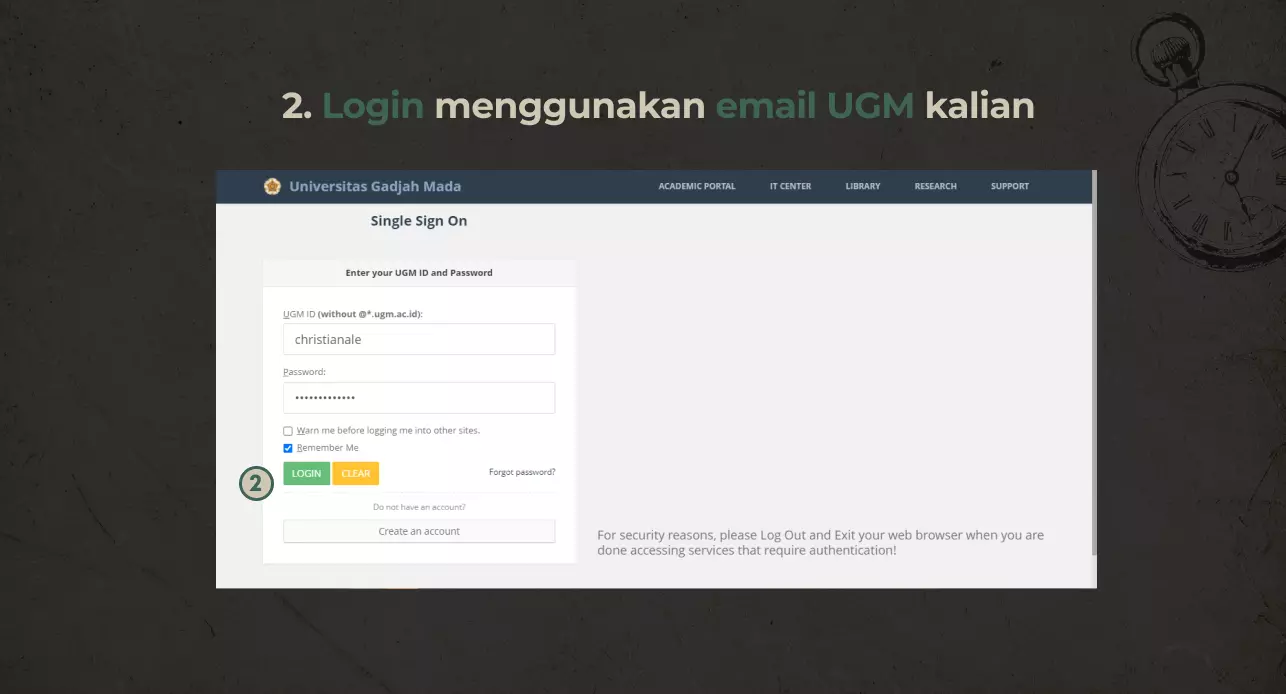 2. Login menggunakan email UGM kalian
Universitas Gadjah Mada
ACADEMIC PORTAL
IT CENTER
LIBRARY
RESEARCH
SUPPORT
Single Sign On
Enter your UGM ID and Password
UGM ID (without @*.ugm.ac.id):
christianale
Password:
•••••••••••••
Warn me before logging me into other sites.
Remember Me
2
LOGIN
CLEAR
Forgot password?
Do not have an account?
Create an account
For security reasons, please Log Out and Exit your web browser when you are
done accessing services that require authentication!